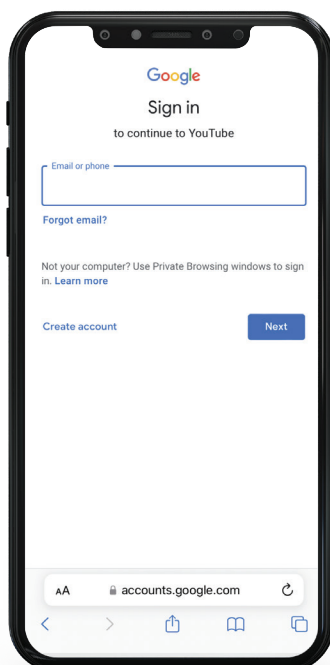 Google
Sign in
to continue to YouTube
Email or phone
Forgot email?
Not your computer? Use Private Browsing windows to sign
in. Learn more
Create account
Next
AA
accounts.google.com